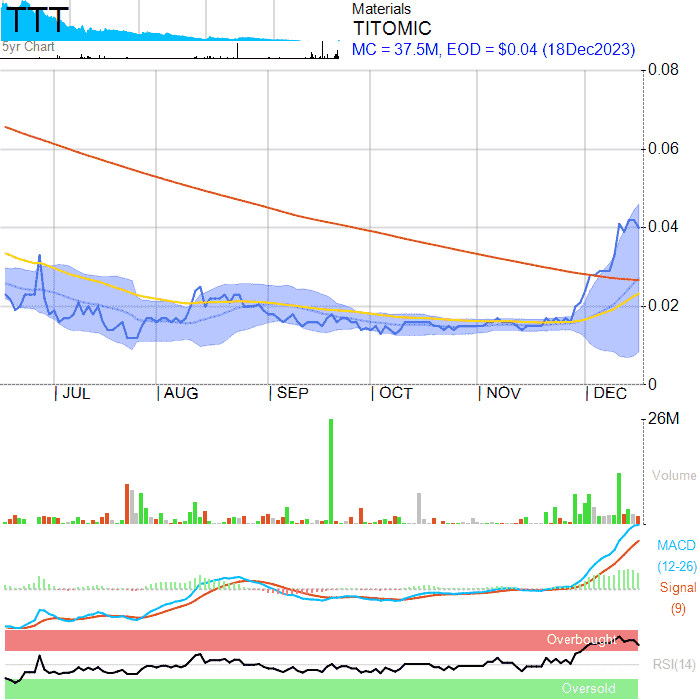 TTT
5yr Chart
Materials
TITOMIC
MC = 37.5M, EOD = $0.04 (18Dec2023)
0.08
0.06
0.04
0.02
0
JUL AUG SEP OCT NOV DEC
26M
Volume
MACD
(12-26)
Signal
(9)
Overbought
RSI(14)
Oversold